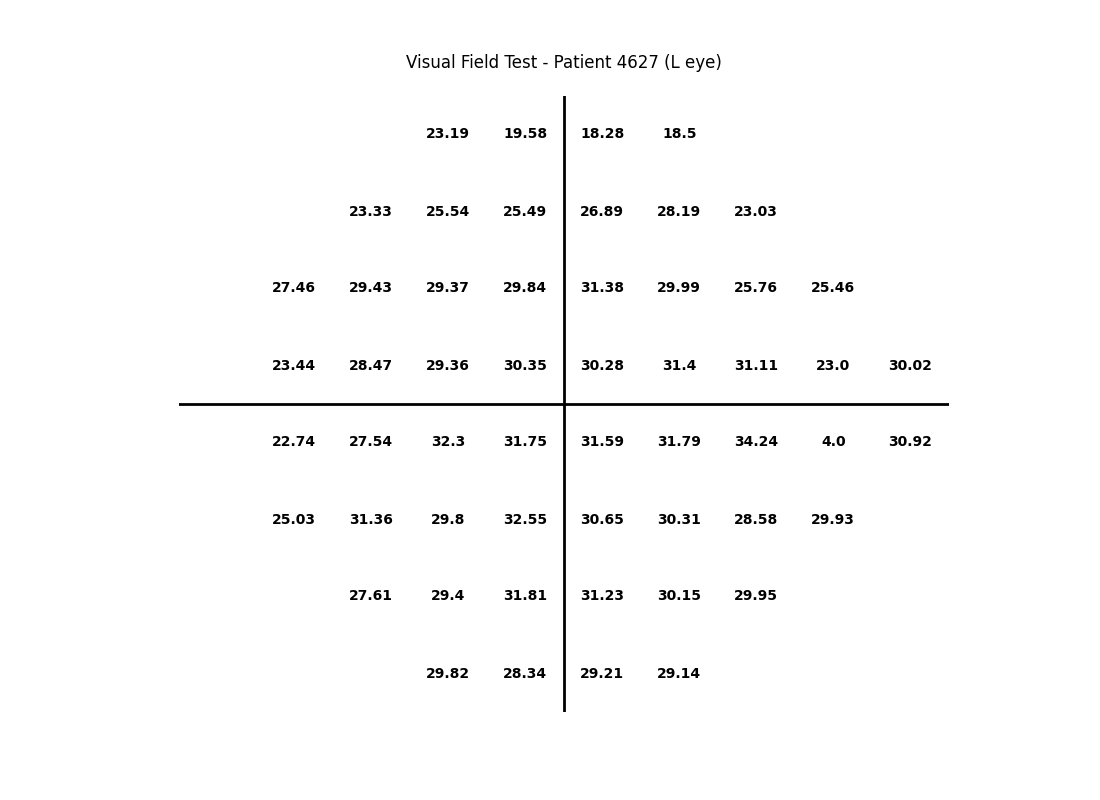 Visual Field Test - Patient 4627 (L eye)
23.19 19.58 18.28 18.5
23.33 25.54 25.49 26.89 28.19 23.03
27.46 29.43 29.37 29.84 31.38 29.99 25.76 25.46
23.44 28.47 29.36 30.35 30.28 31.4 31.11 23.0 30.02
22.74 27.54 32.3 31.75 31.59 31.79 34.24 4.0 30.92
25.03 31.36 29.8 32.55 30.65 30.31 28.58 29.93
27.61 29.4 31.81 31.23 30.15 29.95
29.82 28.34 29.21 29.14